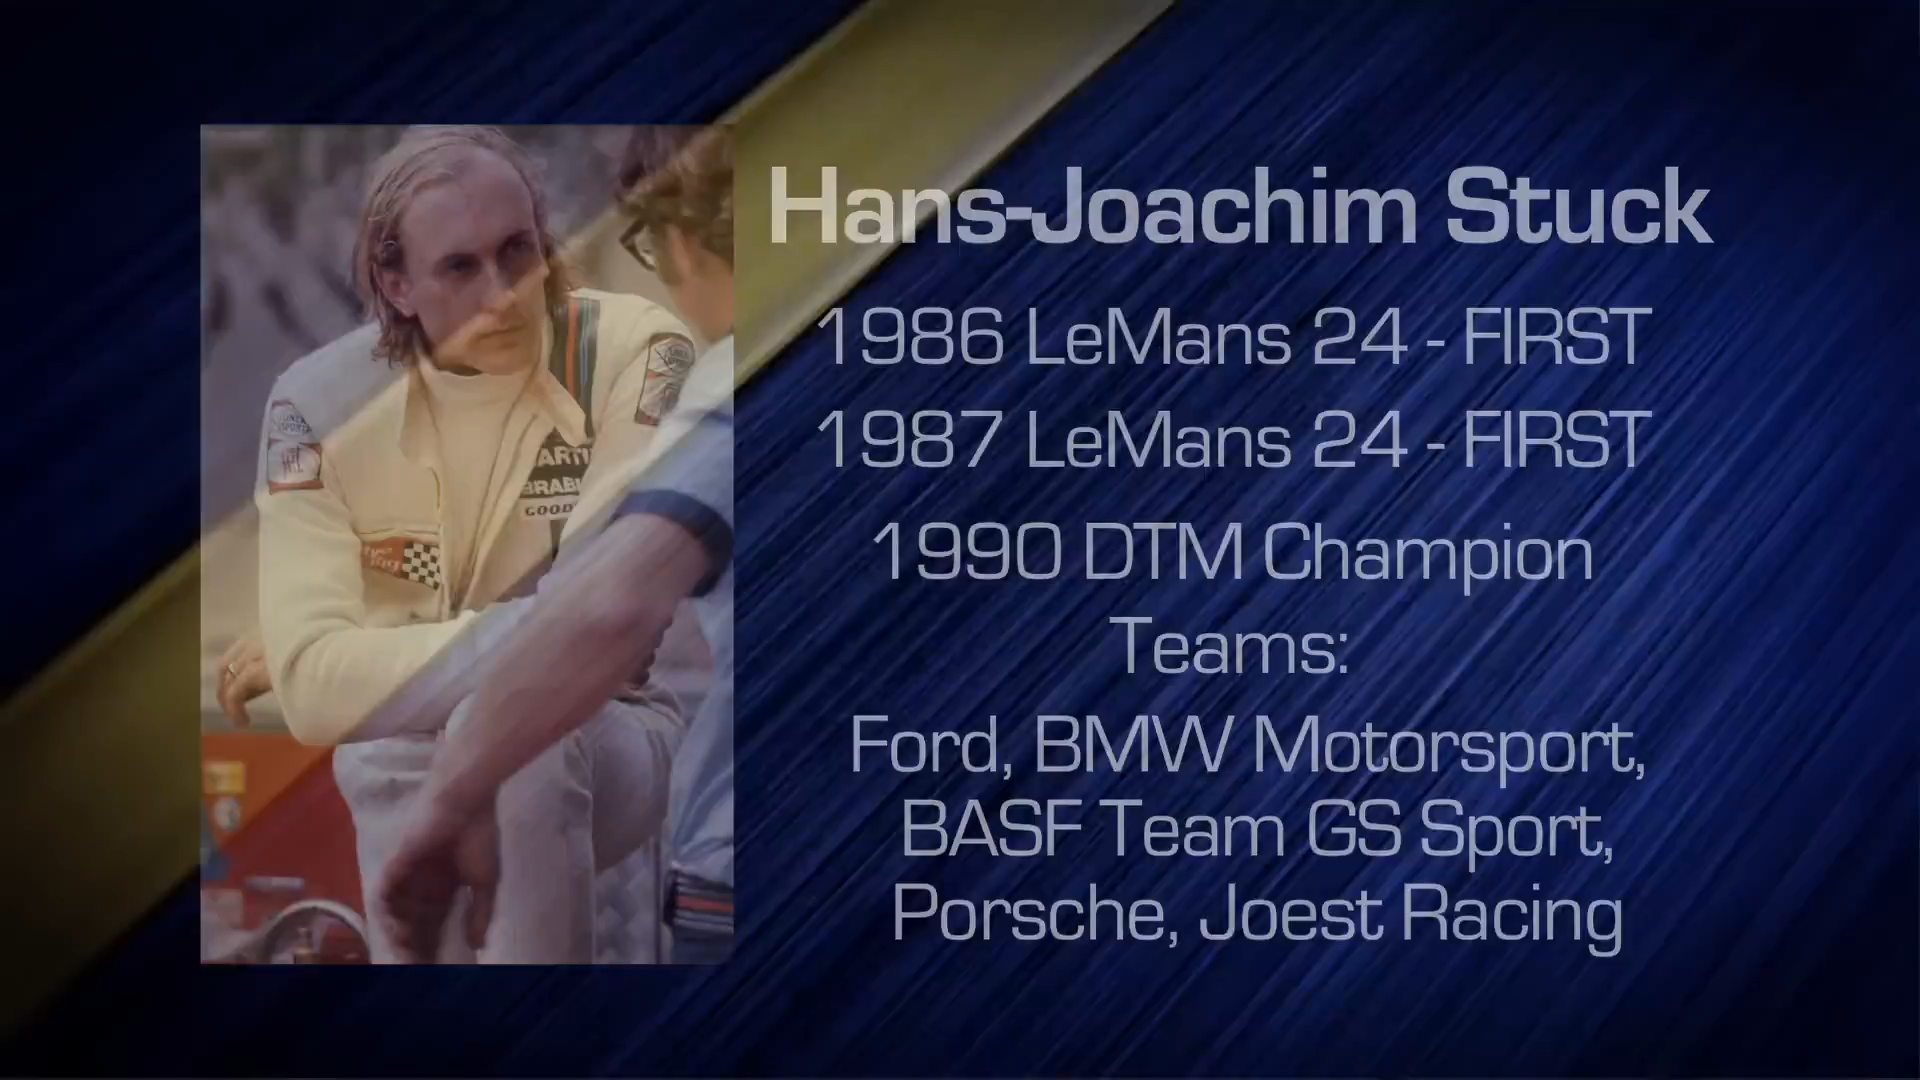 Hans-Joachim Stuck
1986 LeMans 24 - FIRST
1987 LeMans 24 - FIRST
1990 DTM Champion
Teams:
Ford, BMW Motorsport,
BASF Team GS Sport,
Porsche, Joest Racing
GOOD